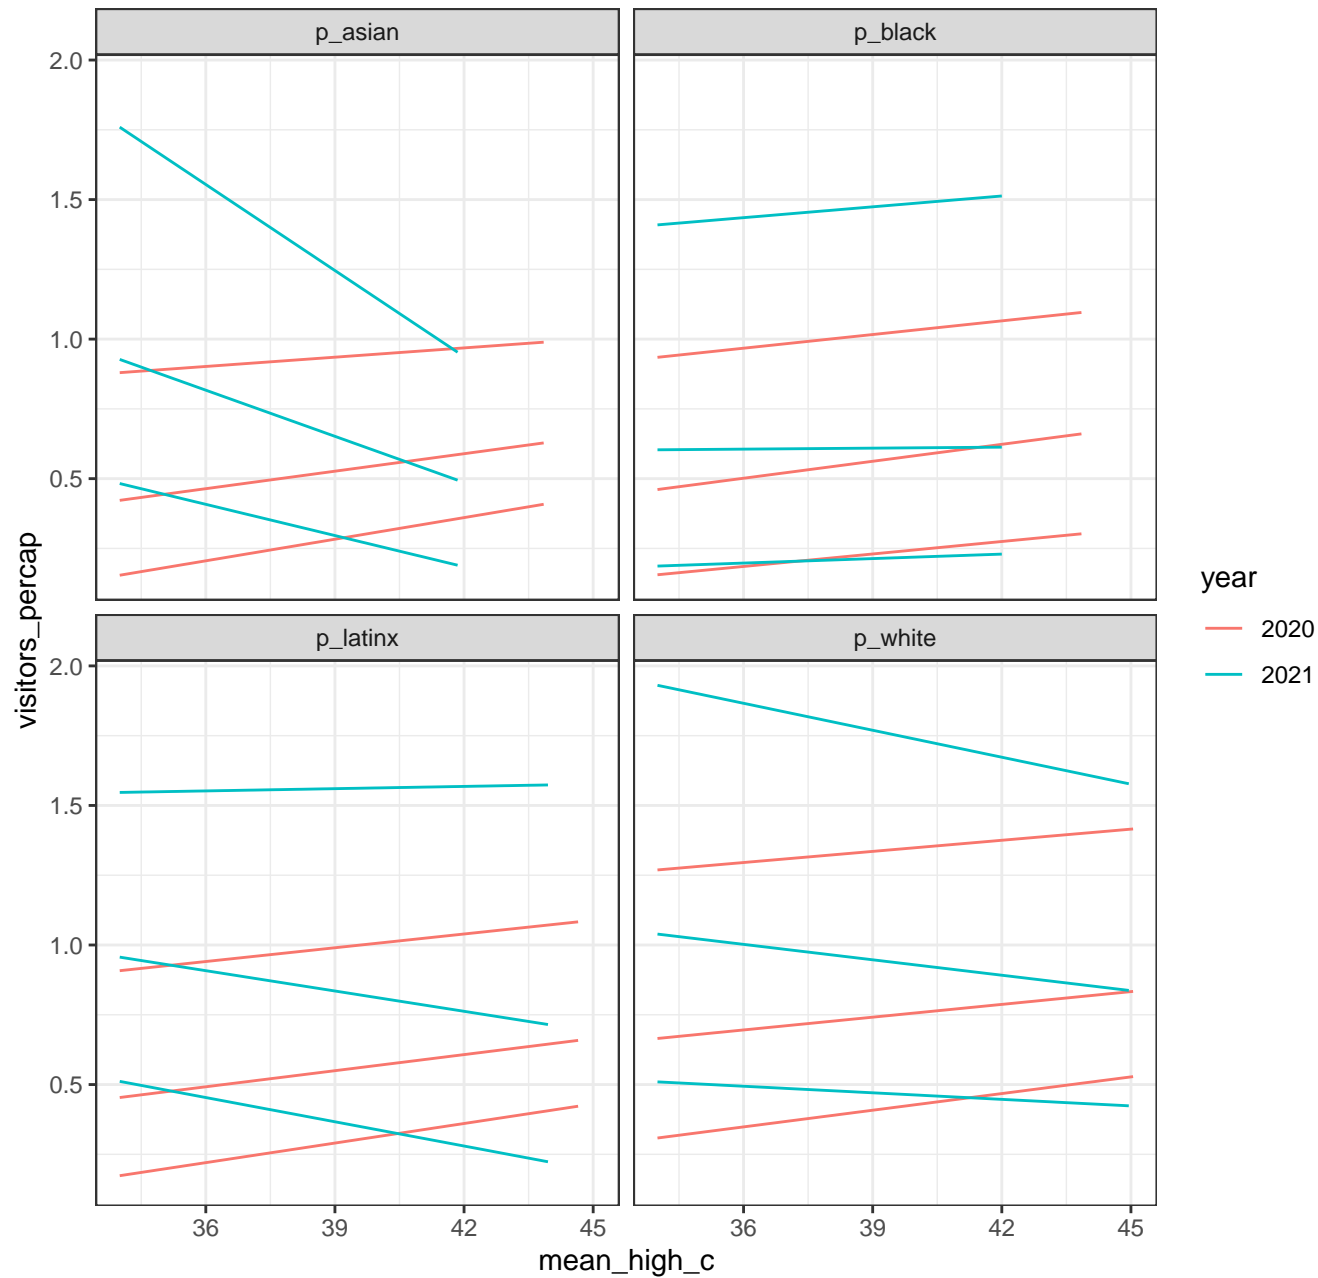 p_asian
p_black
2.0
1.5
1.0
0.5
visitors_percap
p_latinx
p_white
2.0
1.5
1.0
0.5
36 39 42 45
36 39 42 45
mean_high_c
year
2020
2021